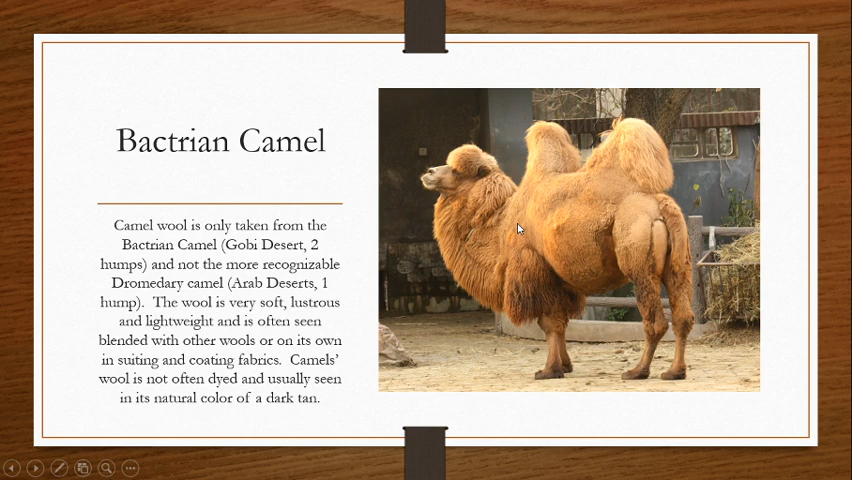 Bactrian Camel
Camel wool is only taken from the
Bactrian Camel (Gobi Desert, 2
humps) and not the more recognizable
Dromedary camel (Arab Deserts, 1
hump).  The wool is very soft, lustrous
and lightweight and is often seen
blended with other wools or on its own
in suiting and coating fabrics.  Camels’
wool is not often dyed and usually seen
in its natural color of a dark tan.